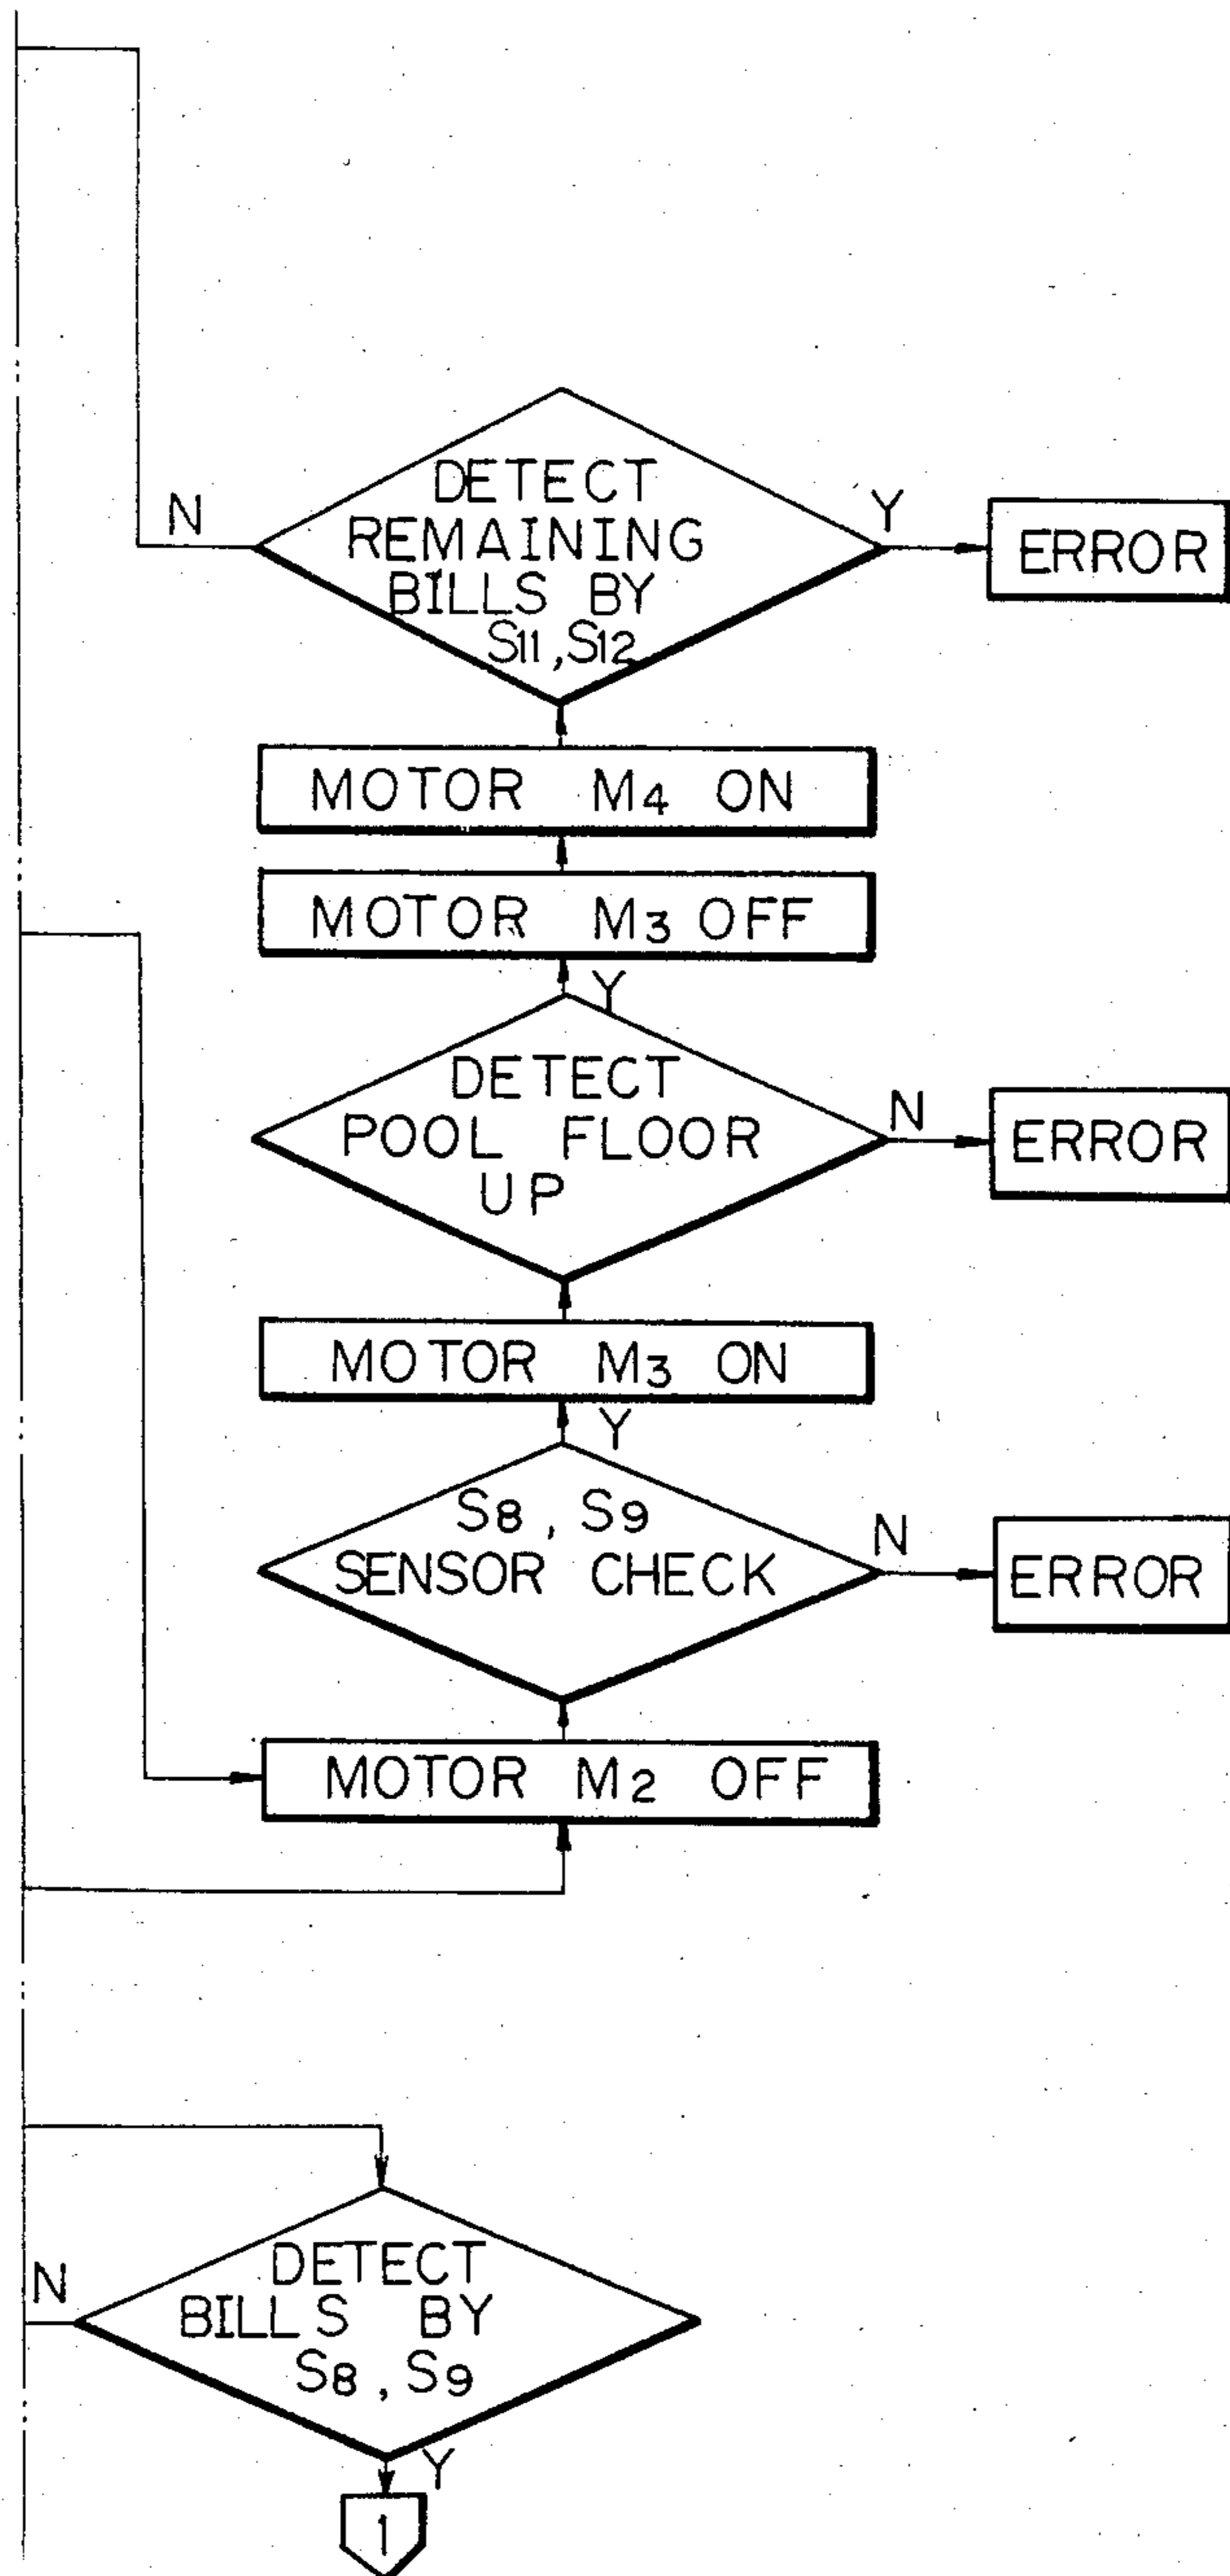 DETECT
REMAINING
BILLS BY
S11, S12
N
Y
ERROR
MOTOR M4 ON
MOTOR M3 OFF
Y
DETECT
POOL FLOOR
UP
N
ERROR
MOTOR M3 ON
Y
S8, S9
SENSOR CHECK
N
ERROR
MOTOR M2 OFF
DETECT
BILLS BY
S8, S9
N
Y
1